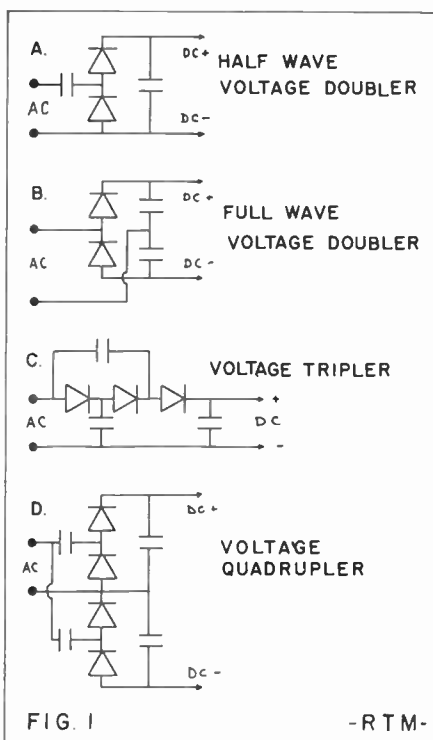 A.
DC+
HALF WAVE
VOLTAGE DOUBLER
AC
DC-
B.
DC+
FULL WAVE
VOLTAGE DOUBLER
AC
DC-
C.
VOLTAGE TRIPLER
+
AC
DC
-
D.
DC+
VOLTAGE
QUADRUPLER
AC
DC-
FIG. 1
-RTM-